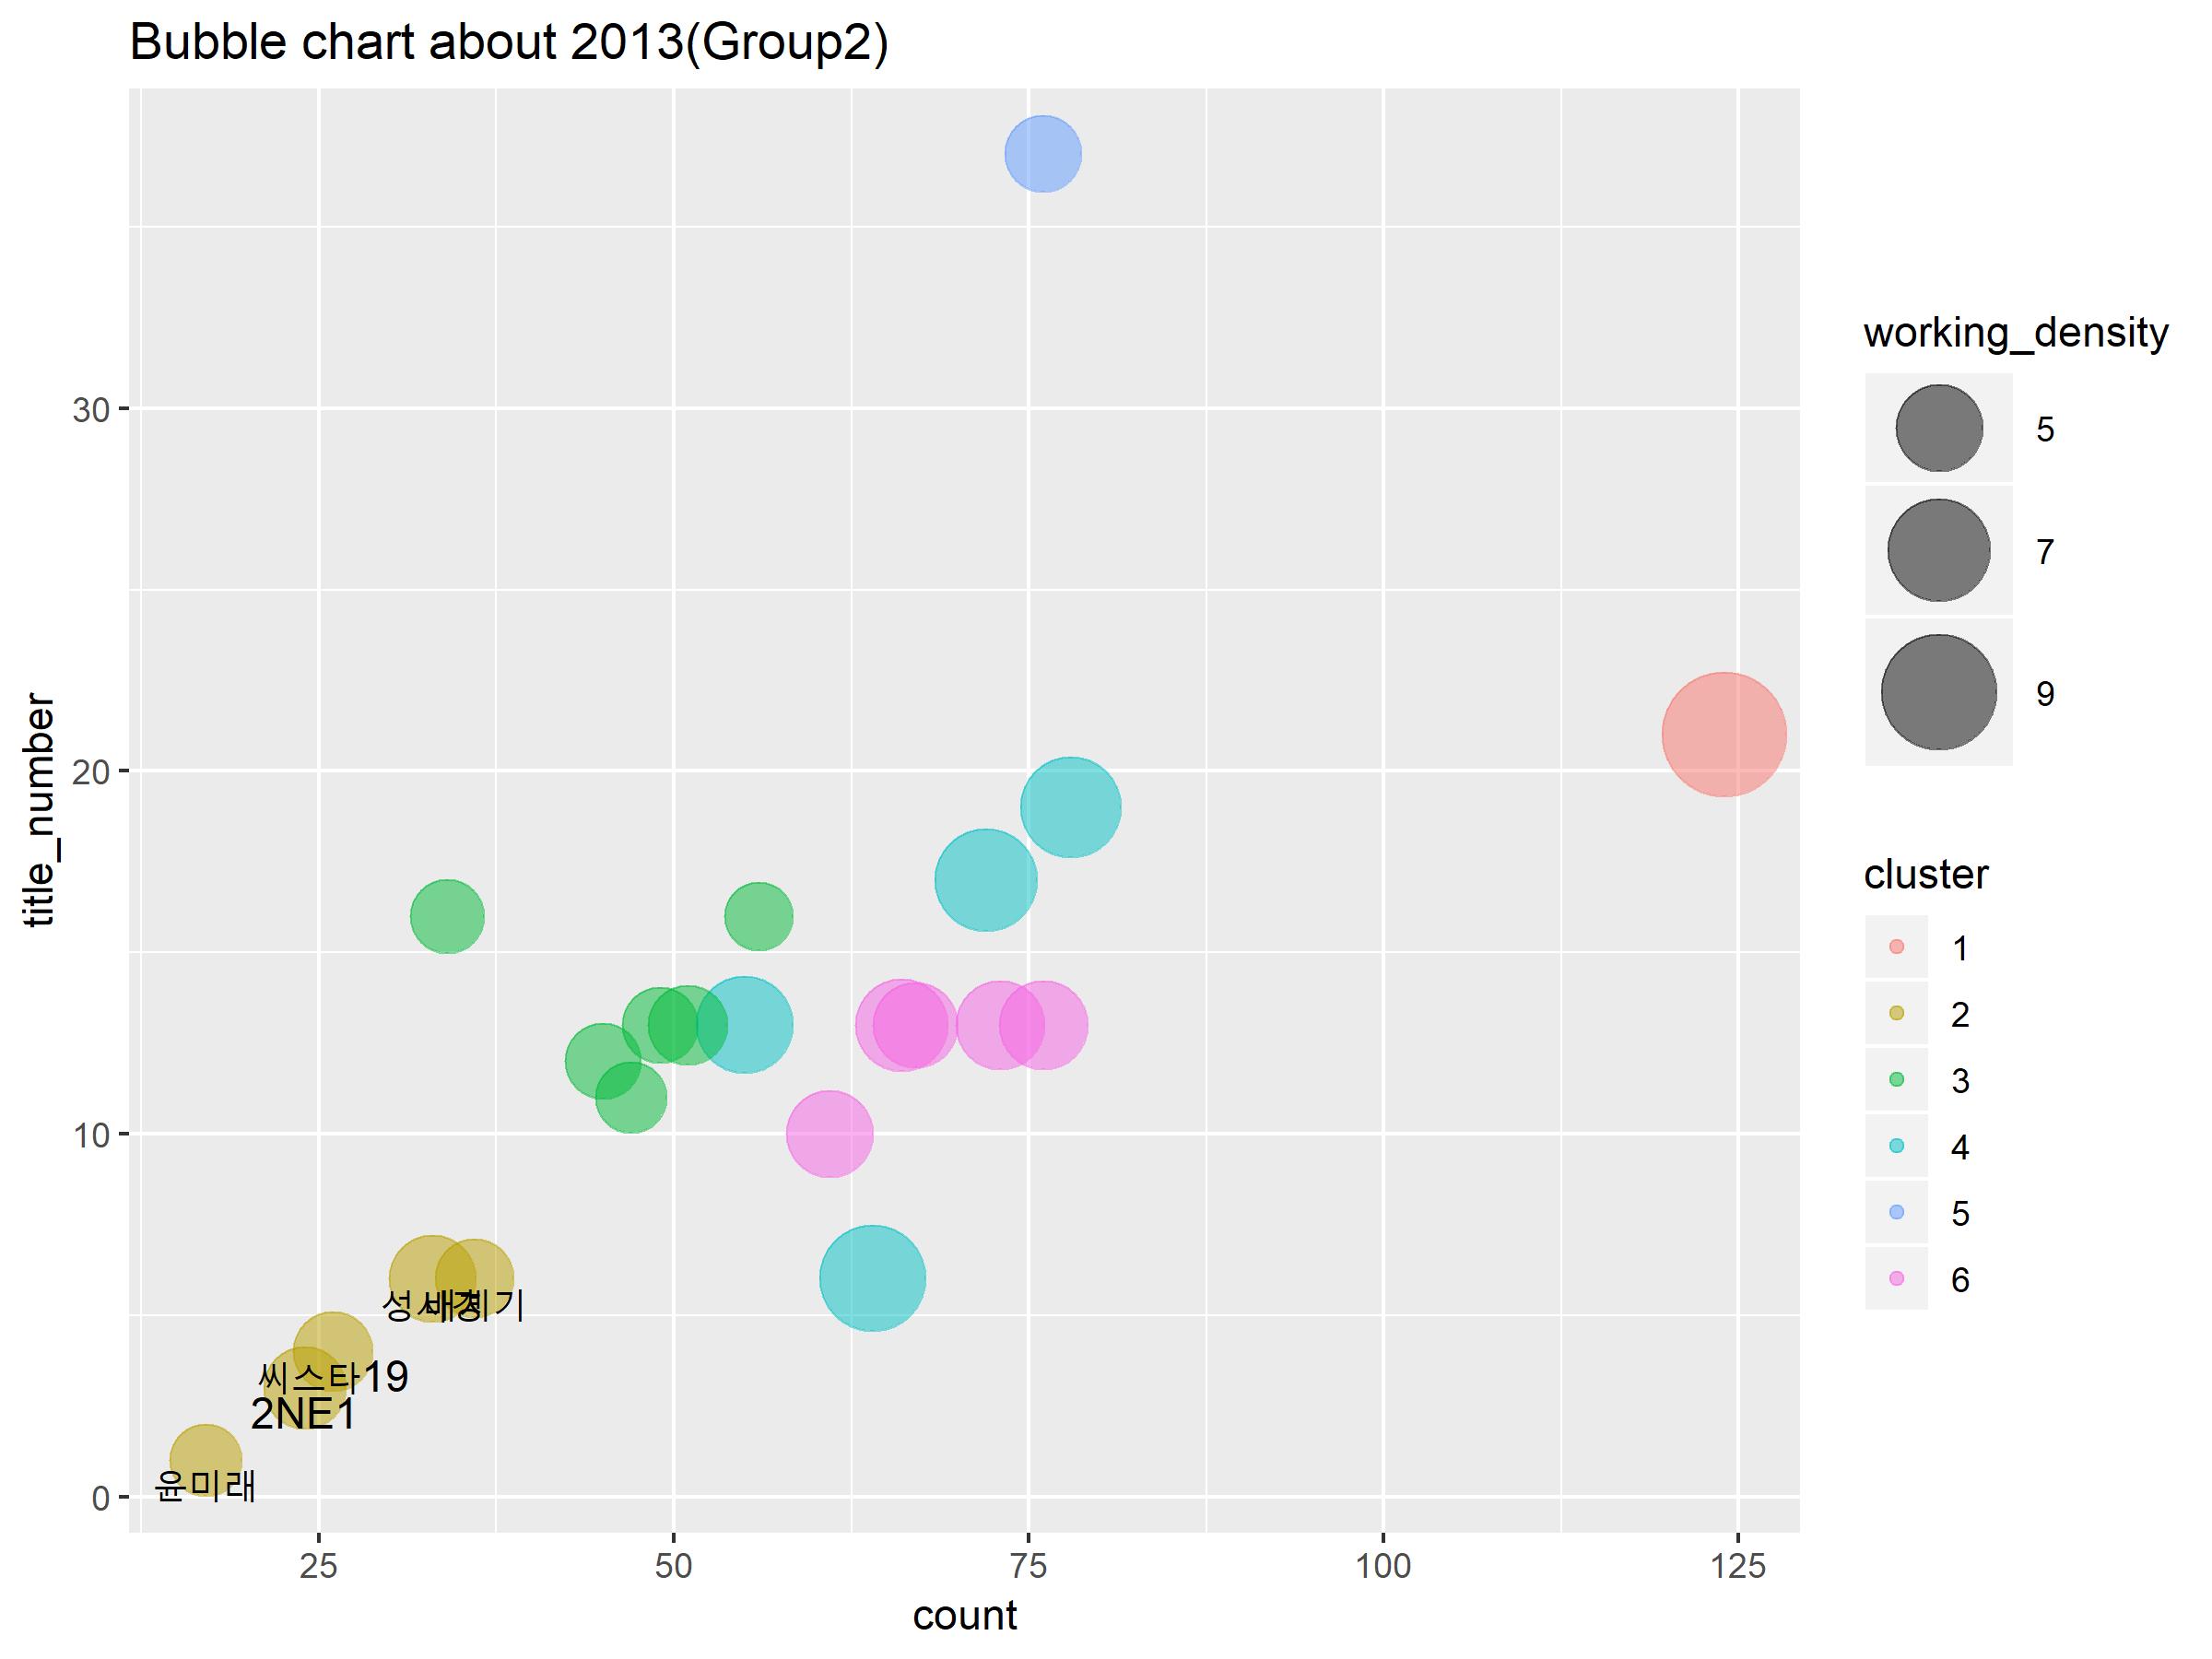 Bubble chart about 2013(Group2)
title_number
30
20
10
0
씨스타19
2NE1
윤미래
25
50
75
100
125
count
working_density
5
7
9
cluster
1
2
3
4
5
6